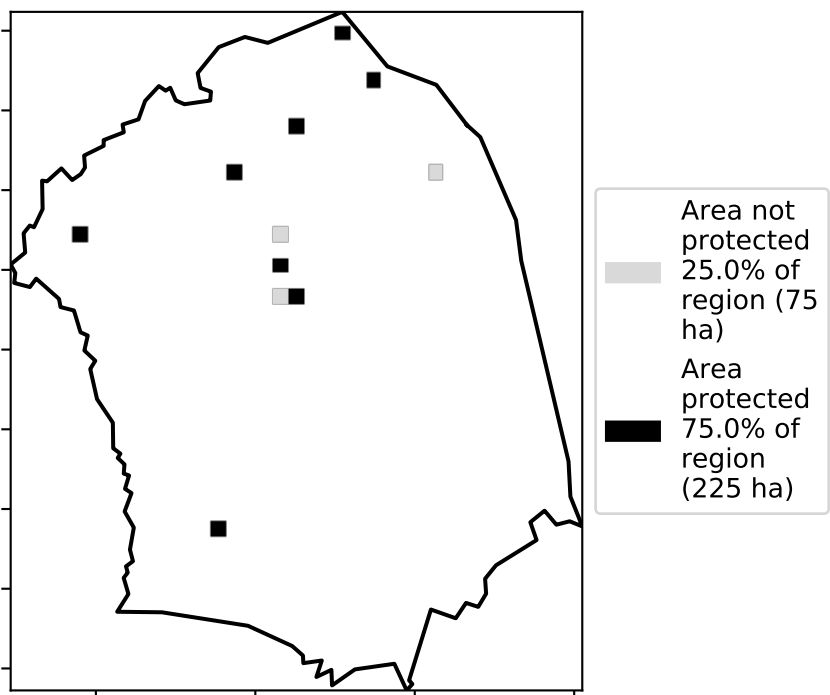 Area not
protected
25.0% of
region (75
ha)
Area
protected
75.0% of
region
(225 ha)